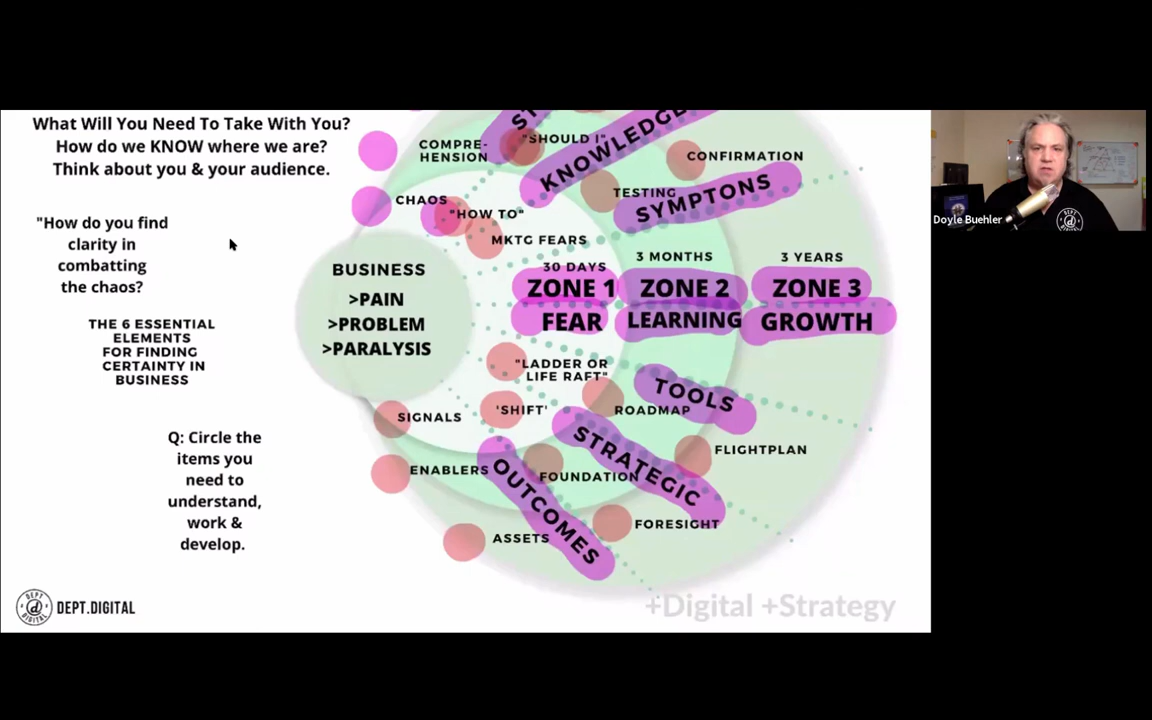 What Will You Need To Take With You?
How do we KNOW where we are?
Think about you & your audience.
"How do you find
clarity in
combatting
the chaos?"
THE 6 ESSENTIAL
ELEMENTS
FOR FINDING
CERTAINTY IN
BUSINESS
Q: Circle the
items you
need to
understand,
work &
develop.
DEPT.DIGITAL
COMPRE-
HENSION
"SHOULD I"
KNOWLEDGE
CONFIRMATION
CHAOS
"HOW TO"
TESTING
SYMPTONS
MKTG FEARS
BUSINESS
>PAIN
>PROBLEM
>PARALYSIS
30 DAYS
ZONE 1
FEAR
3 MONTHS
ZONE 2
LEARNING
3 YEARS
ZONE 3
GROWTH
"LADDER OR
LIFE RAFT"
TOOLS
SIGNALS
'SHIFT'
ROADMAP
STRATEGIC
FLIGHTPLAN
ENABLERS
OUTCOMES
FOUNDATION
ASSETS
FORESIGHT
+Digital +Strategy
Doyle Buehler